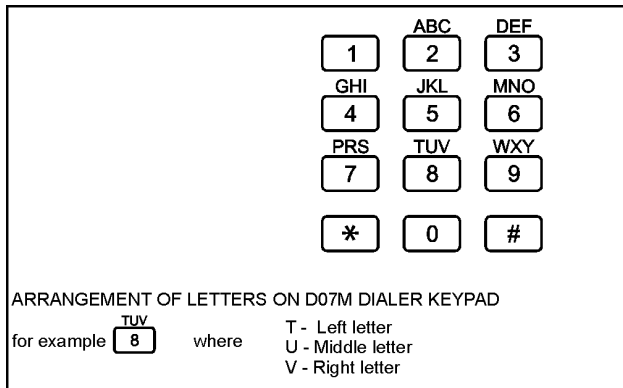 ABC DEF
1 2 3
GHI JKL MNO
4 5 6
PRS TUV WXY
7 8 9
* 0 #
ARRANGEMENT OF LETTERS ON D07M DIALER KEYPAD
TUV
for example 8 where T - Left letter
U - Middle letter
V - Right letter